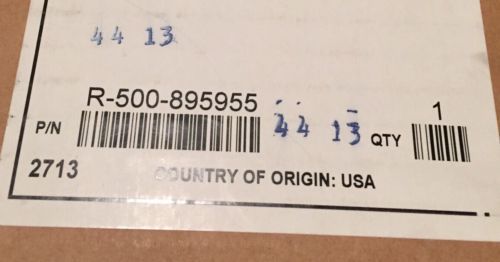 44 13
R-500-895955
P/N 44 13 QTY 1
2713 COUNTRY OF ORIGIN: USA